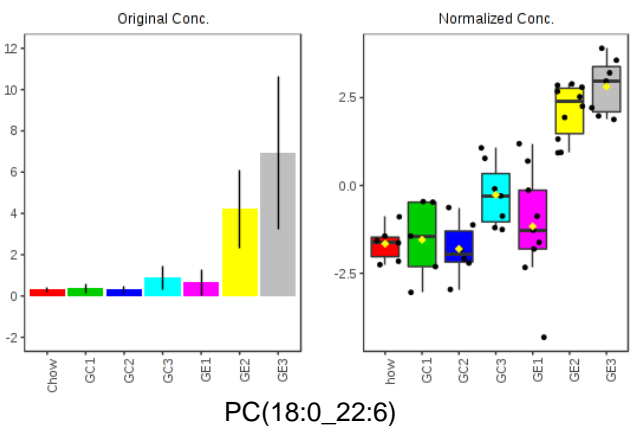 Original Conc.
12
10
8
6
4
2
0
-2
Chow
GC1
GC2
GC3
GE1
GE2
GE3
Normalized Conc.
2.5
0.0
-2.5
how
GC1
GC2
GC3
GE1
GE2
GE3
PC(18:0_22:6)